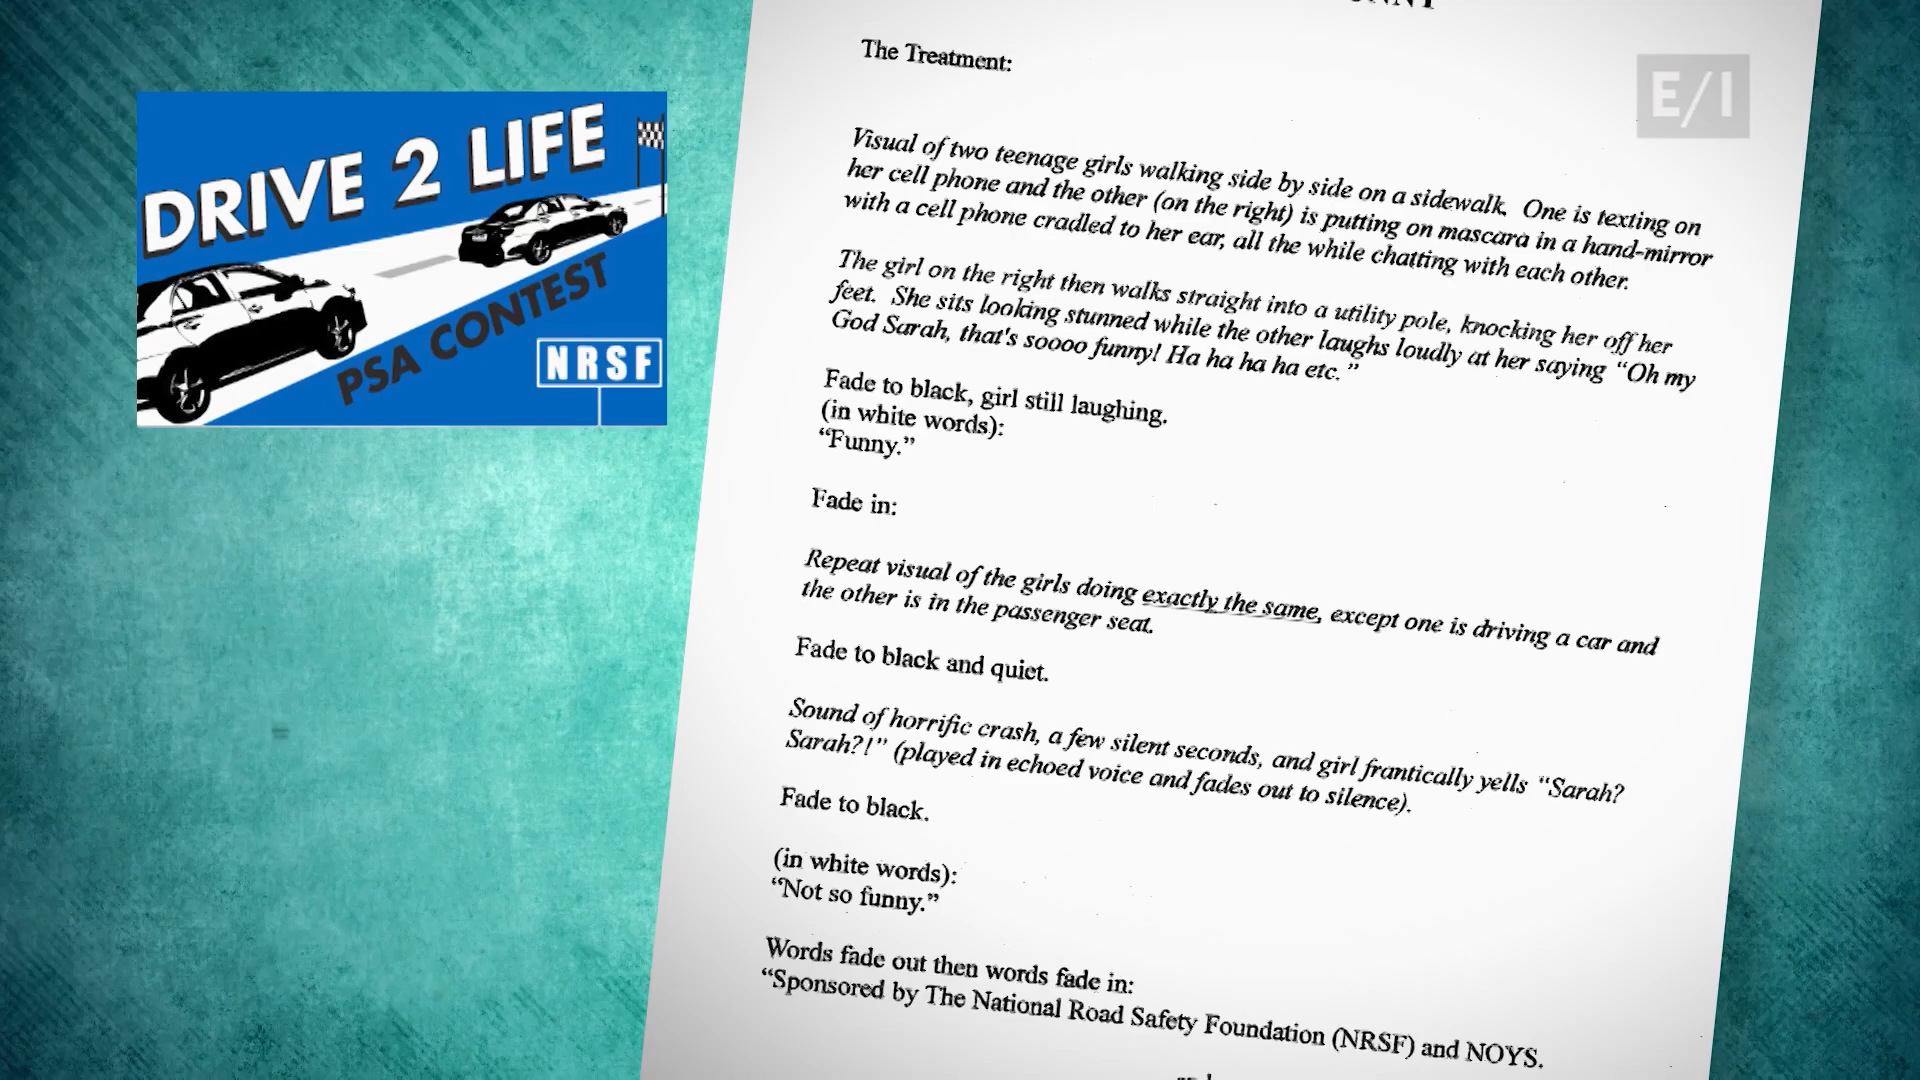 DRIVE 2 LIFE
PSA CONTEST
NRSF
E/I
The Treatment:
Visual of two teenage girls walking side by side on a sidewalk. One is texting on
her cell phone and the other (on the right) is putting on mascara in a hand-mirror
with a cell phone cradled to her ear, all the while chatting with each other.
The girl on the right then walks straight into a utility pole, knocking her off her
feet. She sits looking stunned while the other laughs loudly at her saying “Oh my
God Sarah, that's soooo funny! Ha ha ha ha etc.”
Fade to black, girl still laughing.
(in white words):
“Funny.”
Fade in:
Repeat visual of the girls doing exactly the same, except one is driving a car and
the other is in the passenger seat.
Fade to black and quiet.
Sound of horrific crash, a few silent seconds, and girl frantically yells “Sarah?
Sarah?!” (played in echoed voice and fades out to silence).
Fade to black.
(in white words):
“Not so funny.”
Words fade out then words fade in:
“Sponsored by The National Road Safety Foundation (NRSF) and NOYS.